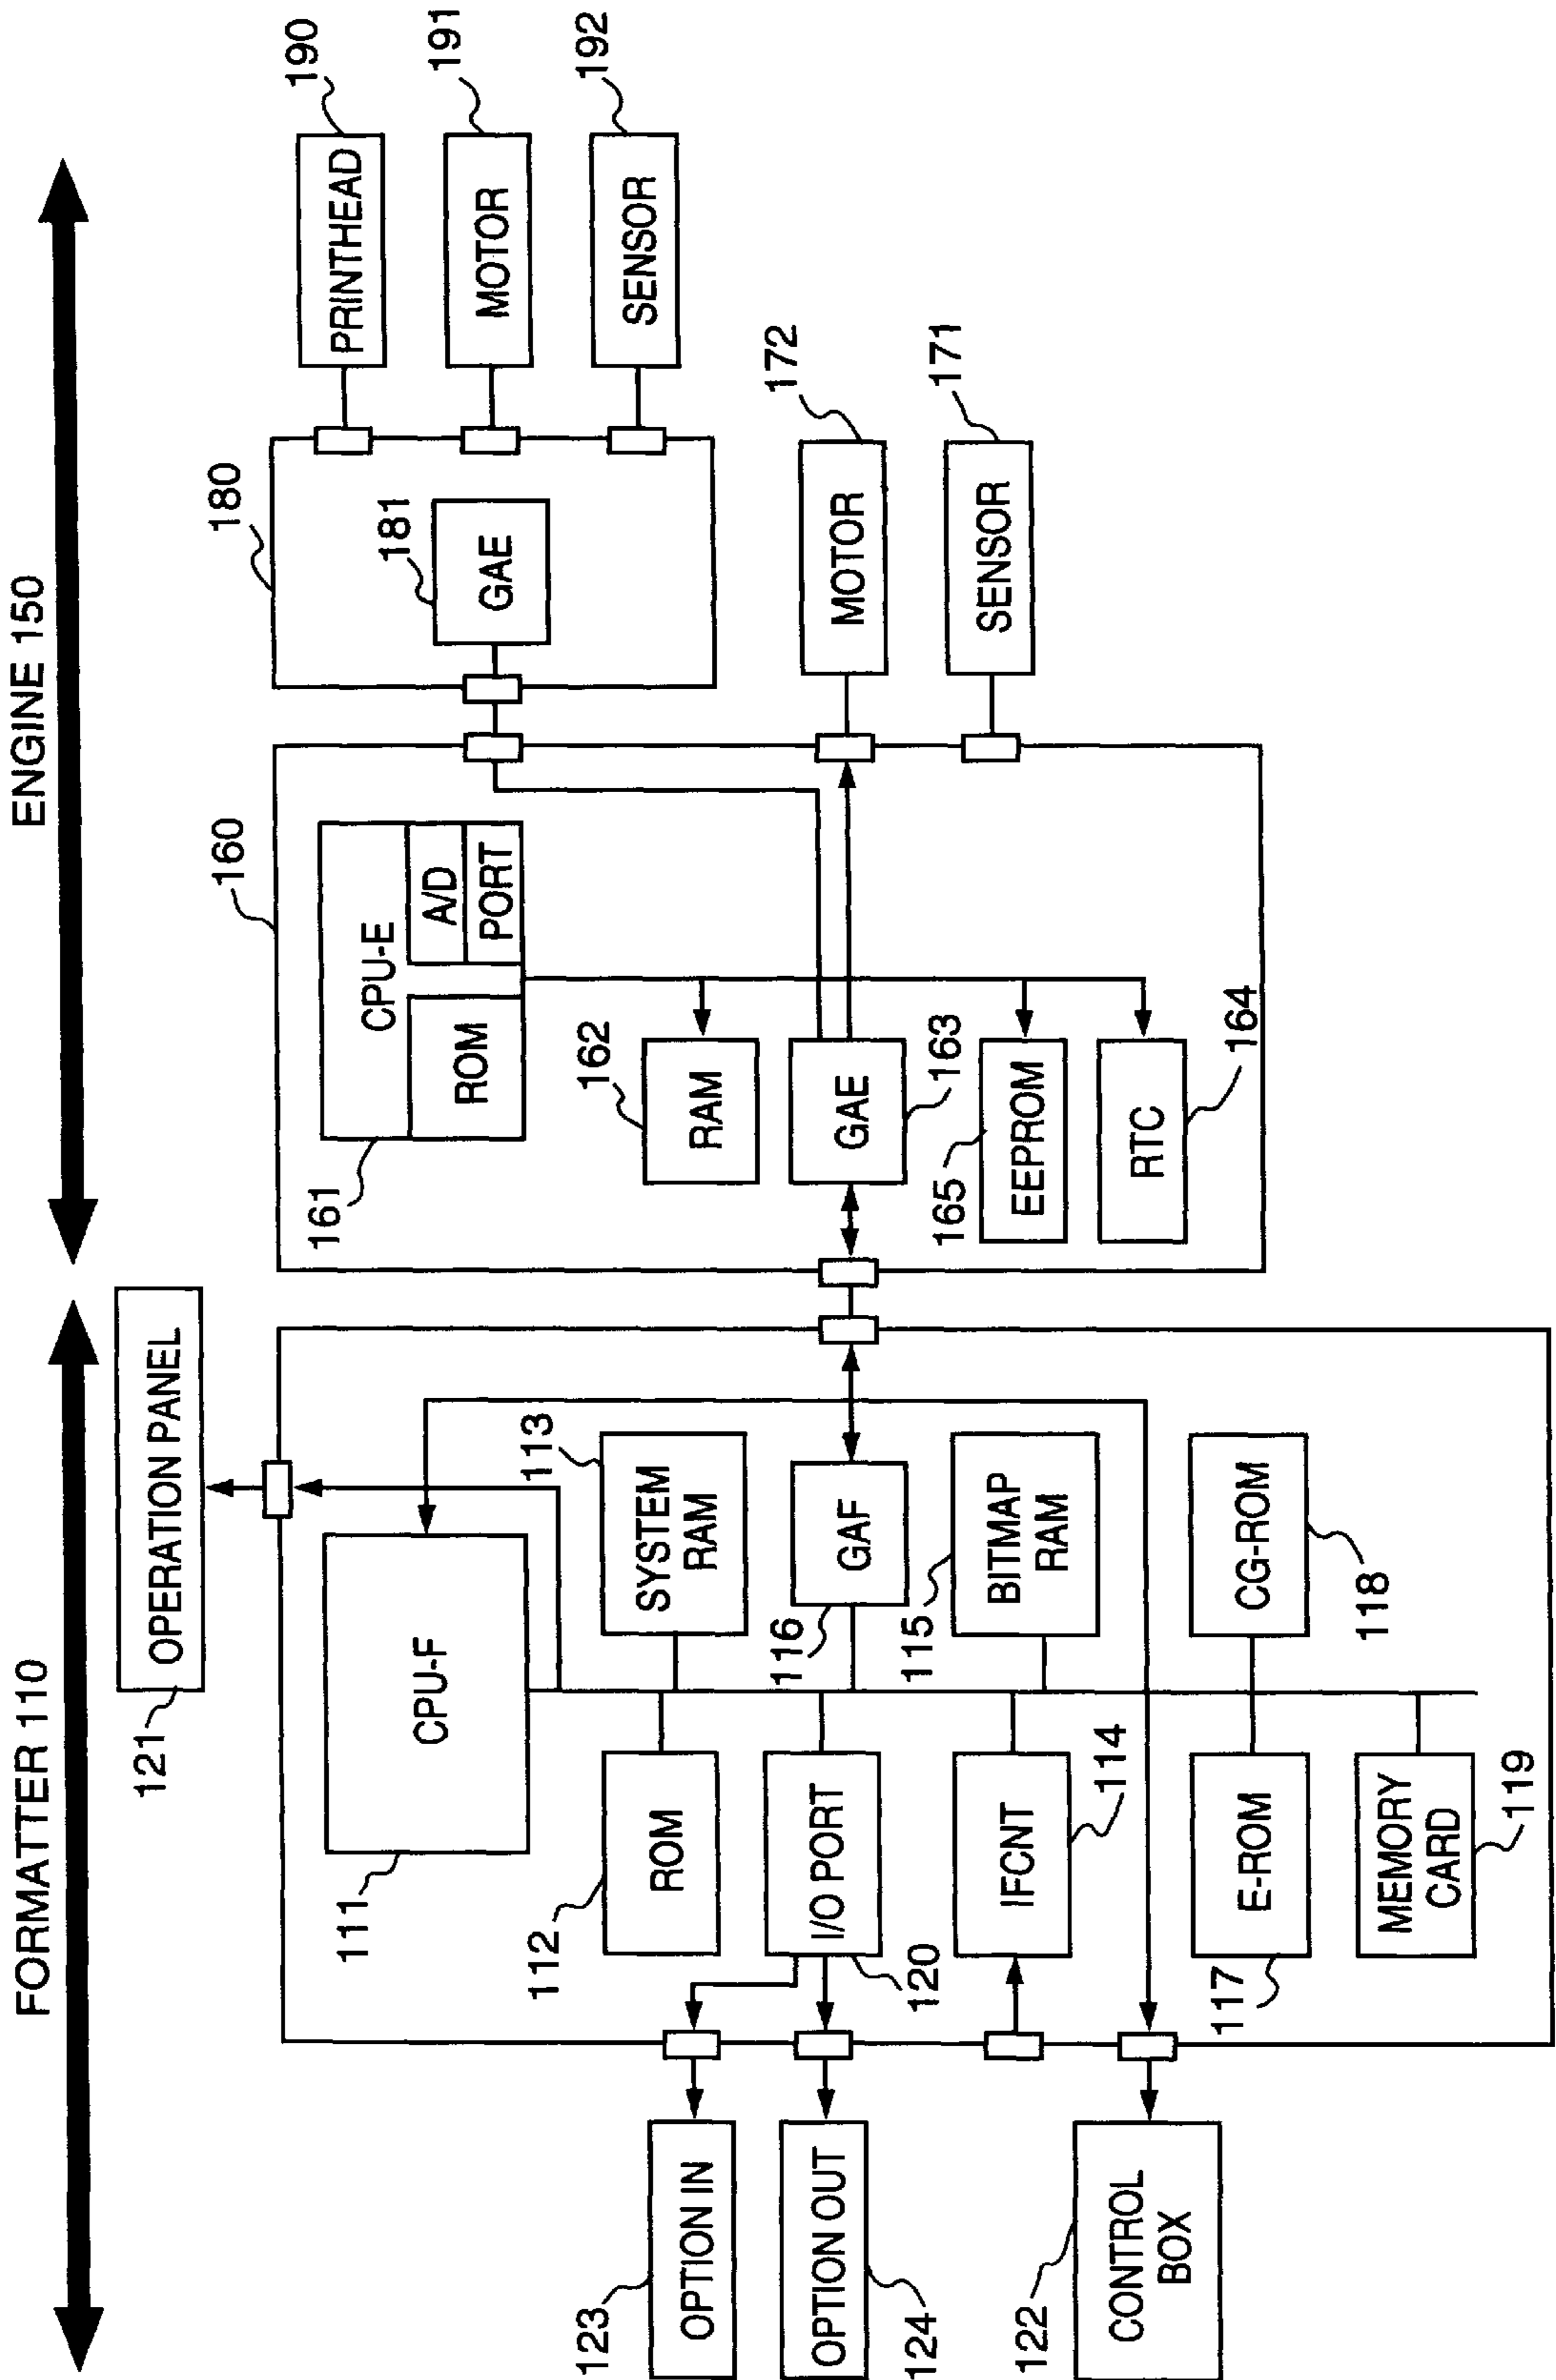 FORMATTER 110
ENGINE 150
121
OPERATION PANEL
111
CPU-F
112
ROM
113
SYSTEM
RAM
123
OPTION IN
124
OPTION OUT
120
I/O PORT
116
GAF
122
CONTROL
BOX
IFCNT
114
115
BITMAP
RAM
117
E-ROM
CG-ROM
118
MEMORY
CARD
119
160
161
CPU-E
ROM
A/D
PORT
162
RAM
GAE
163
165
EEPROM
RTC
164
180
181
GAE
190
PRINTHEAD
191
MOTOR
192
SENSOR
172
MOTOR
171
SENSOR